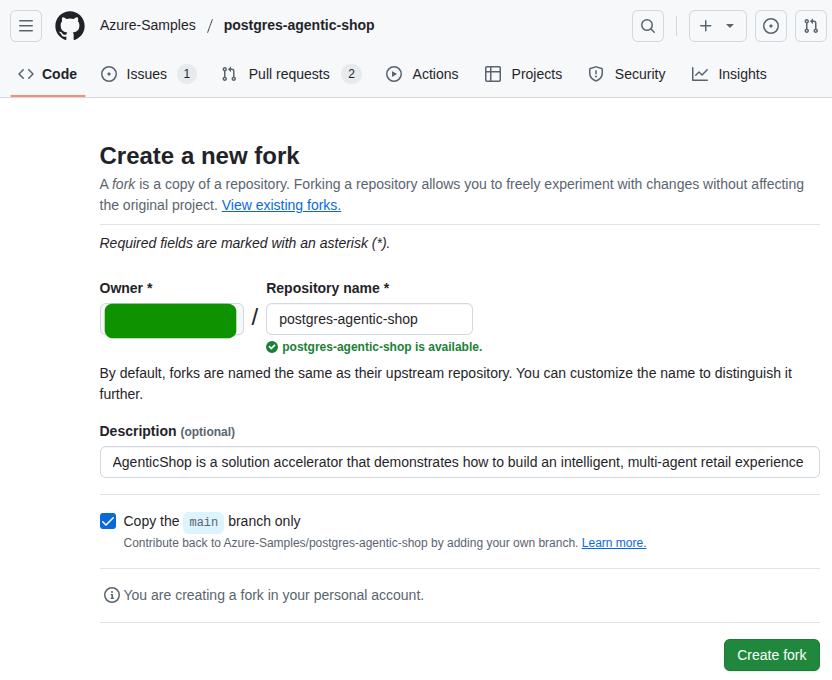 Azure-Samples / postgres-agentic-shop
Code Issues 1 Pull requests 2 Actions Projects Security Insights
Create a new fork
A fork is a copy of a repository. Forking a repository allows you to freely experiment with changes without affecting
the original project. View existing forks.
Required fields are marked with an asterisk (*).
Owner * Repository name *
/ postgres-agentic-shop
postgres-agentic-shop is available.
By default, forks are named the same as their upstream repository. You can customize the name to distinguish it
further.
Description (optional)
AgenticShop is a solution accelerator that demonstrates how to build an intelligent, multi-agent retail experience
Copy the main branch only
Contribute back to Azure-Samples/postgres-agentic-shop by adding your own branch. Learn more.
You are creating a fork in your personal account.
Create fork